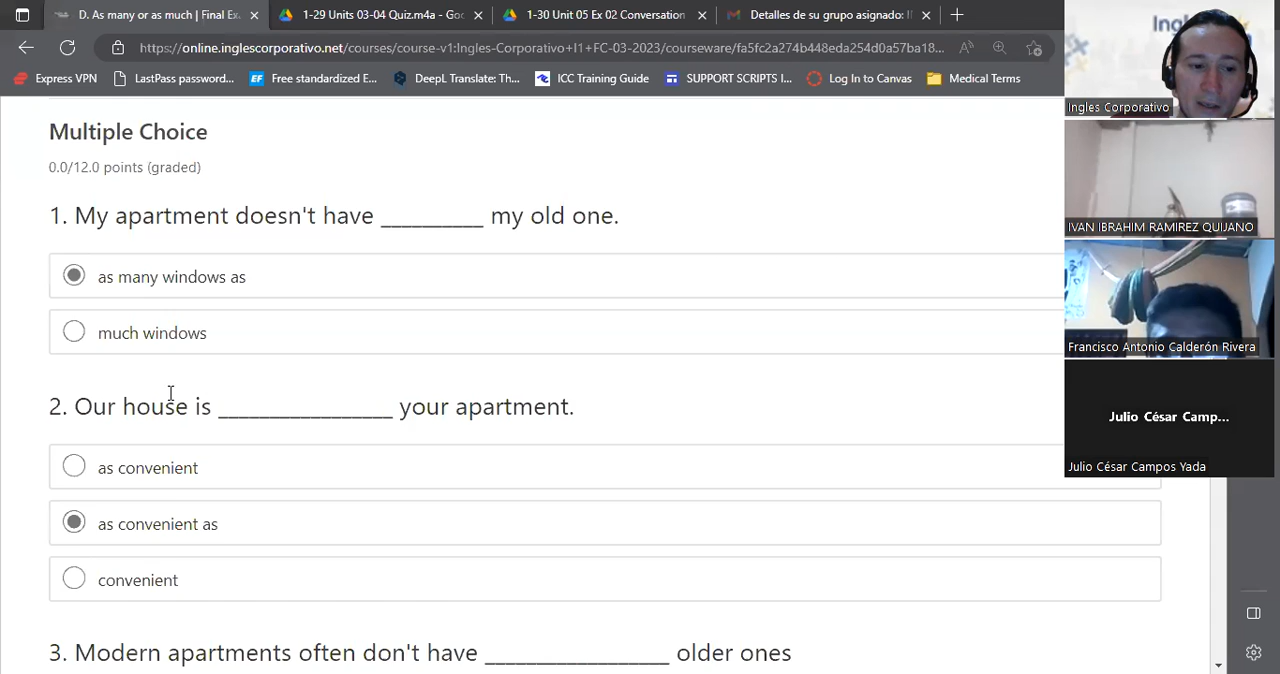 D. As many or as much | Final Ex.
1-29 Units 03-04 Quiz.m4a - Goo
1-30 Unit 05 Ex 02 Conversation
Detalles de su grupo asignado: I
https://online.inglescorporativo.net/courses/course-v1:Ingles-Corporativo+I1+FC-03-2023/courseware/fa5fc2a274b448eda254d0a57ba18...
Express VPN
LastPass password...
EF Free standardized E...
DeepL Translate: Th...
ICC Training Guide
SUPPORT SCRIPTS I...
Log In to Canvas
Medical Terms
Multiple Choice
0.0/12.0 points (graded)
1. My apartment doesn't have __________ my old one.
as many windows as
much windows
2. Our house is _________________ your apartment.
as convenient
as convenient as
convenient
3. Modern apartments often don't have __________________ older ones
Ingles Corporativo
IVAN IBRAHIM RAMIREZ QUIJANO
Francisco Antonio Calderón Rivera
Julio César Camp...
Julio César Campos Yada